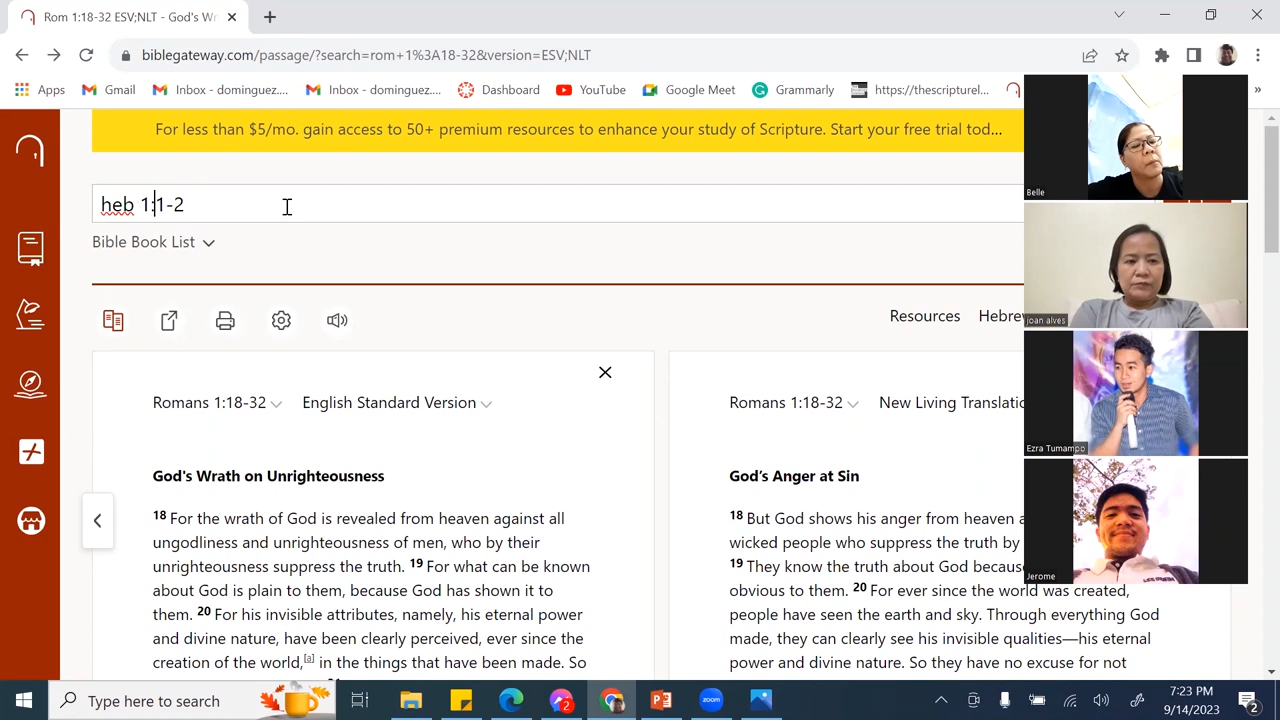 Rom 1:18-32 ESV;NLT - God's Wr
biblegateway.com/passage/?search=rom+1%3A18-32&version=ESV;NLT
Apps Gmail Inbox - dominguez.... Inbox - dominguez.... Dashboard YouTube Google Meet Grammarly https://thescripturel... »
For less than $5/mo. gain access to 50+ premium resources to enhance your study of Scripture. Start your free trial tod...
heb 1:1-2
Bible Book List
Resources Hebre
Romans 1:18-32 English Standard Version
God's Wrath on Unrighteousness
18 For the wrath of God is revealed from heaven against all
ungodliness and unrighteousness of men, who by their
unrighteousness suppress the truth. 19 For what can be known
about God is plain to them, because God has shown it to
them. 20 For his invisible attributes, namely, his eternal power
and divine nature, have been clearly perceived, ever since the
creation of the world,[a] in the things that have been made. So
Romans 1:18-32 New Living Translatio
God's Anger at Sin
18 But God shows his anger from heaven a
wicked people who suppress the truth by
19 They know the truth about God becaus
obvious to them. 20 For ever since the world was created,
people have seen the earth and sky. Through everything God
made, they can clearly see his invisible qualities—his eternal
power and divine nature. So they have no excuse for not
Belle
joan alves
Ezra Tumampo
Jerome
Type here to search
2
7:23 PM
9/14/2023
2